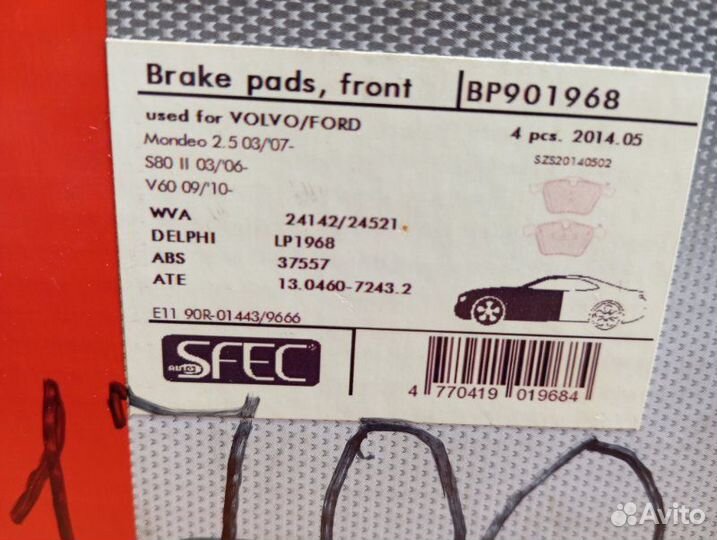 Brake pads, front
BP901968
used for VOLVO/FORD
4 pcs. 2014.05
Mondeo 2.5 03/'07-
SZS20140502
S80 II 03/'06-
V60 09/'10-
WVA 24142/24521
DELPHI LP1968
ABS 37557
ATE 13.0460-7243.2
E11 90R-01443/9666
AUTO SFEC
4 770419 019684
Avito